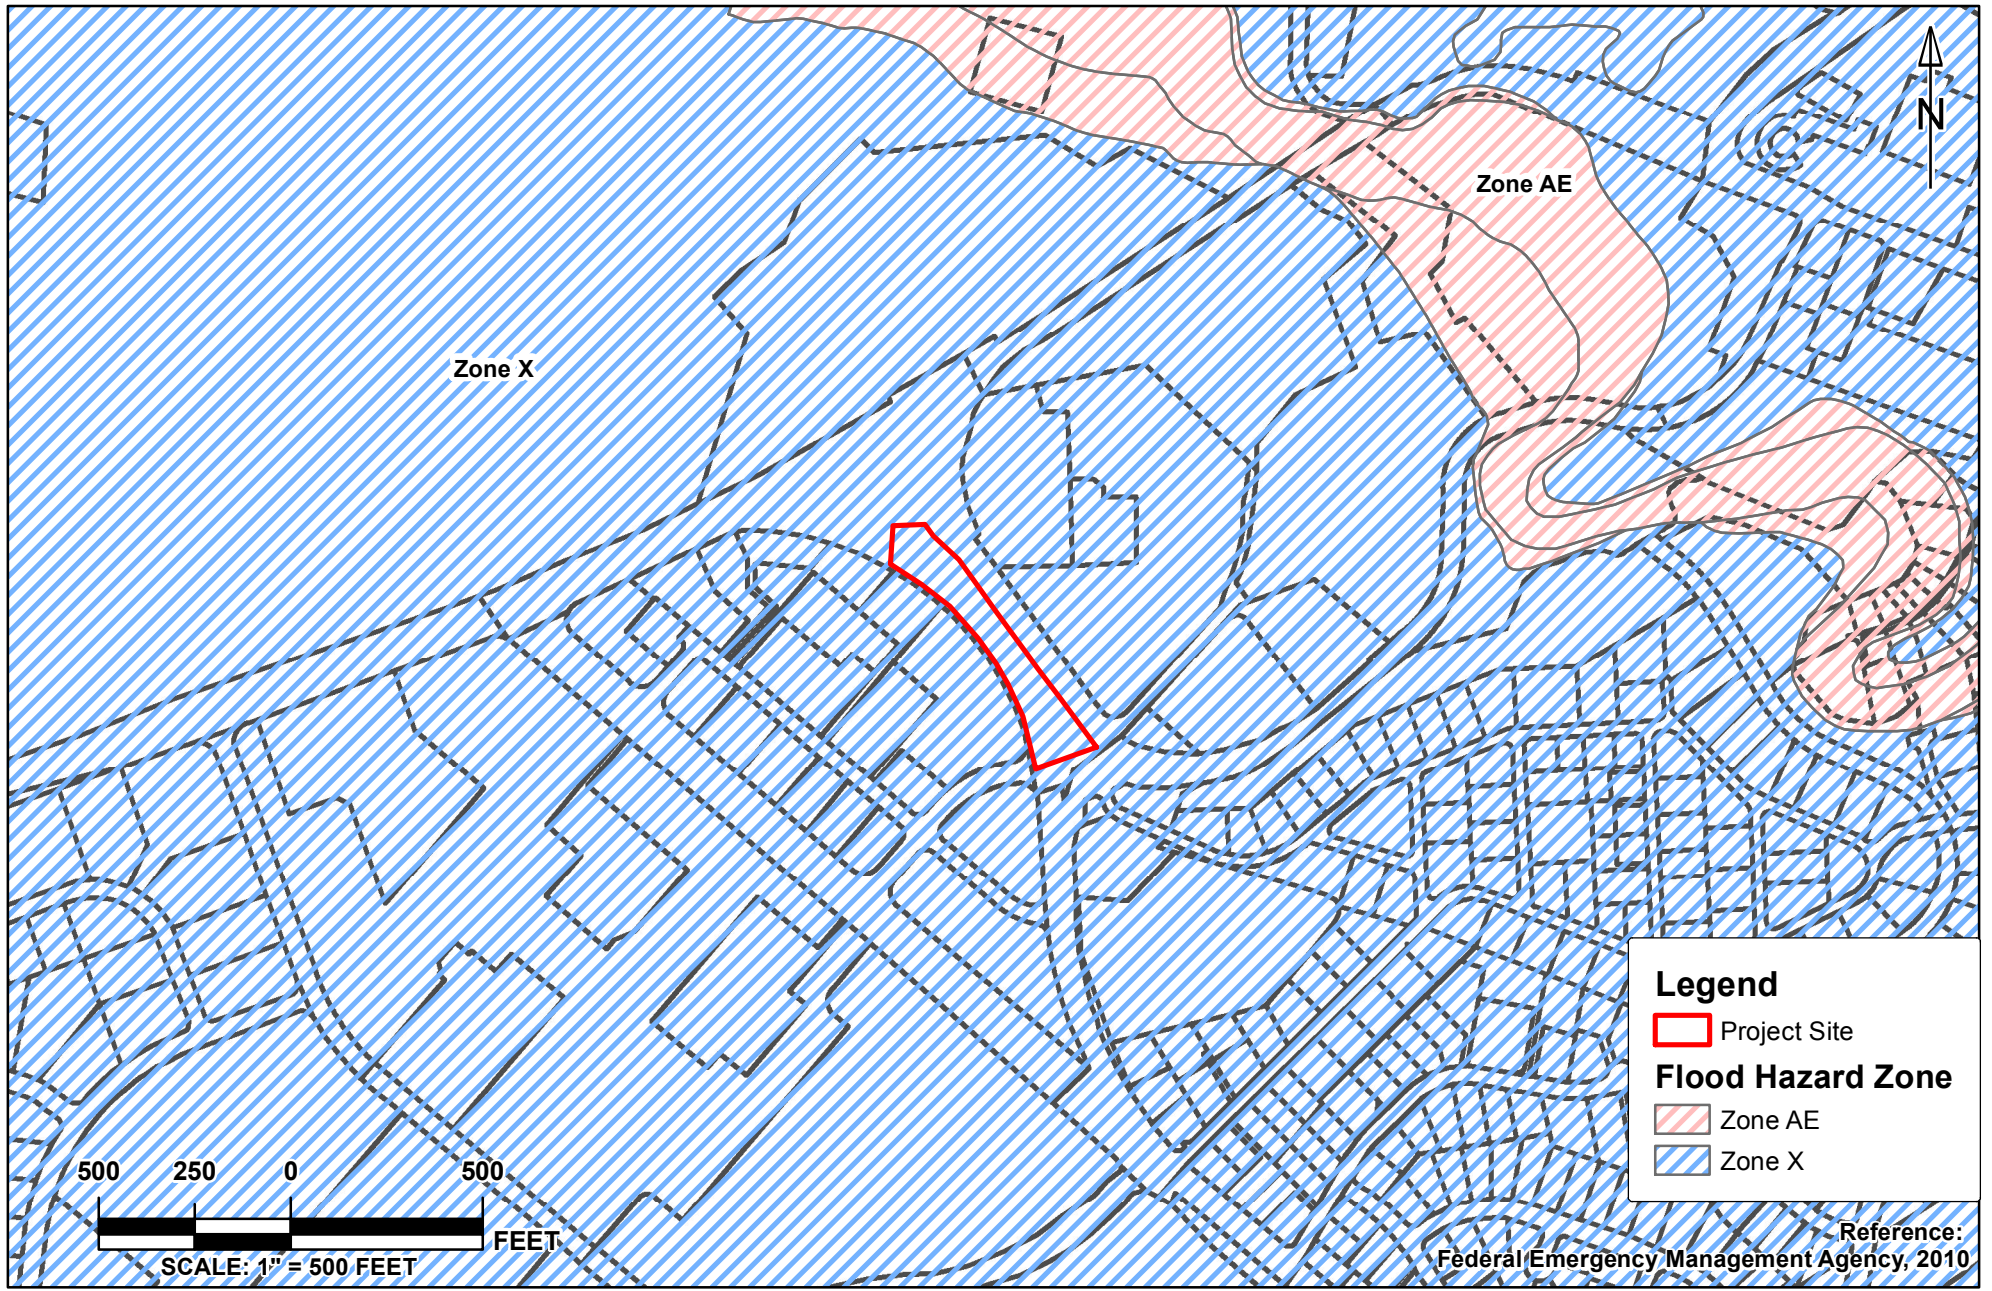 N
Zone AE
Zone X
Legend
Project Site
Flood Hazard Zone
Zone AE
Zone X
500 250 0 500
FEET
SCALE: 1" = 500 FEET
Reference:
Federal Emergency Management Agency, 2010